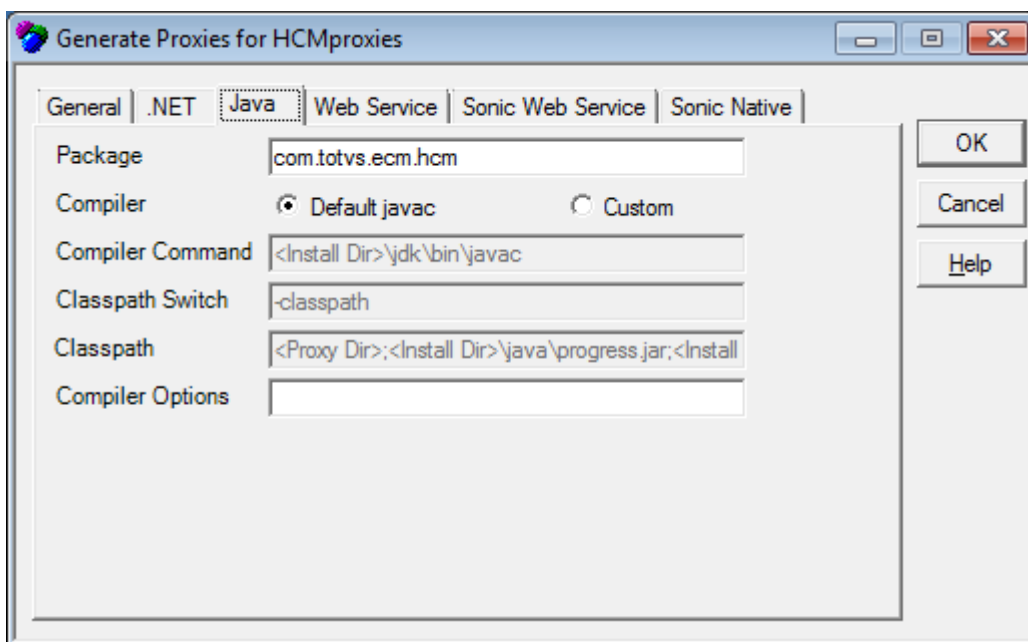 Generate Proxies for HCMproxies
General .NET Java Web Service Sonic Web Service Sonic Native
Package com.totvs.ecm.hcm
Compiler Default javac Custom
Compiler Command <Install Dir>\jdk\bin\javac
Classpath Switch -classpath
Classpath <Proxy Dir>;<Install Dir>\java\progress.jar;<Install
Compiler Options
OK
Cancel
Help